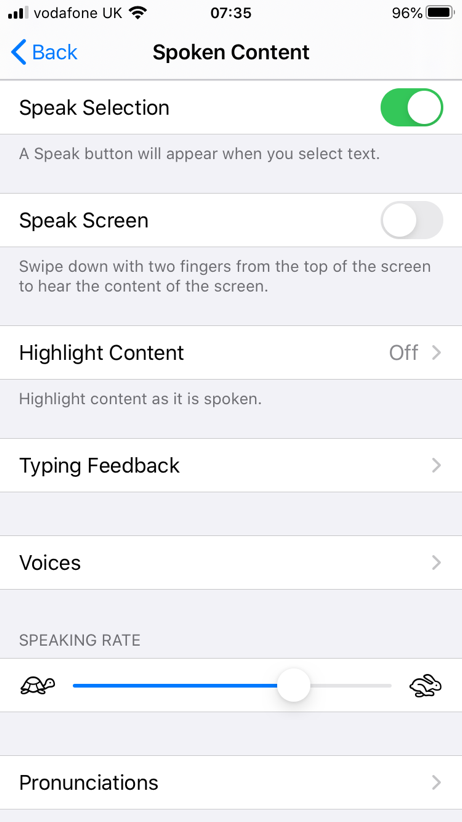 vodafone UK 07:35 96%
Back Spoken Content
Speak Selection
A Speak button will appear when you select text.
Speak Screen
Swipe down with two fingers from the top of the screen
to hear the content of the screen.
Highlight Content Off
Highlight content as it is spoken.
Typing Feedback
Voices
SPEAKING RATE
Pronunciations